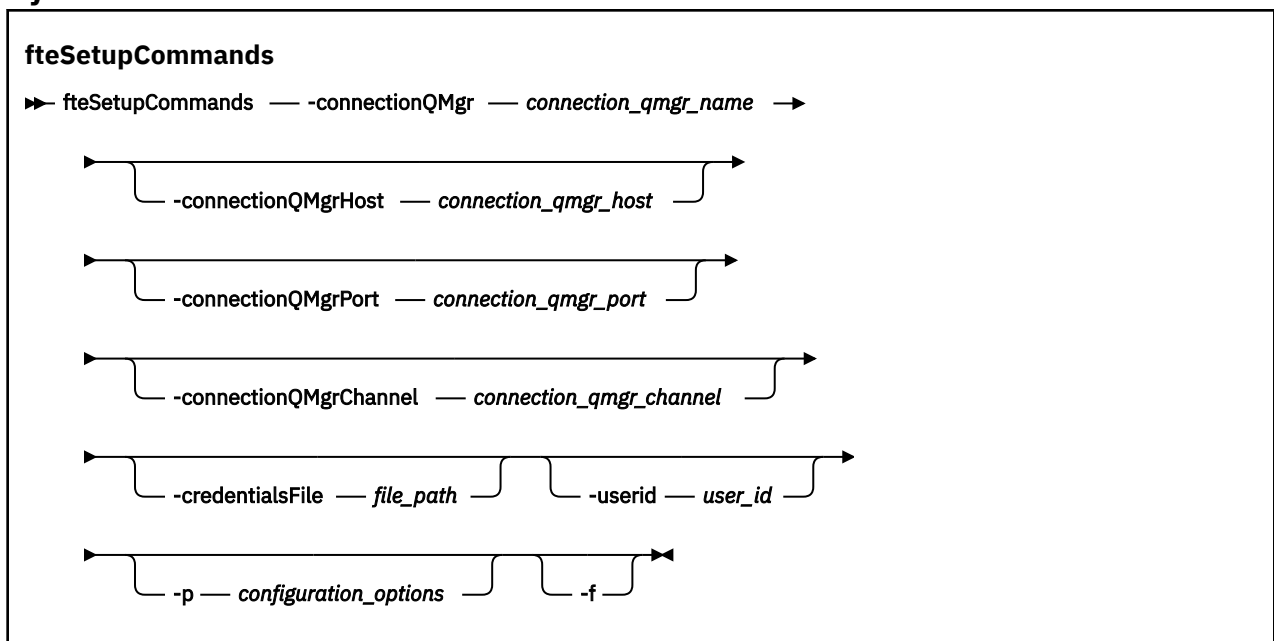 fteSetupCommands
fteSetupCommands -connectionQMgr connection_qmgr_name
-connectionQMgrHost connection_qmgr_host
-connectionQMgrPort connection_qmgr_port
-connectionQMgrChannel connection_qmgr_channel
-credentialsFile file_path -userid user_id
-p configuration_options -f